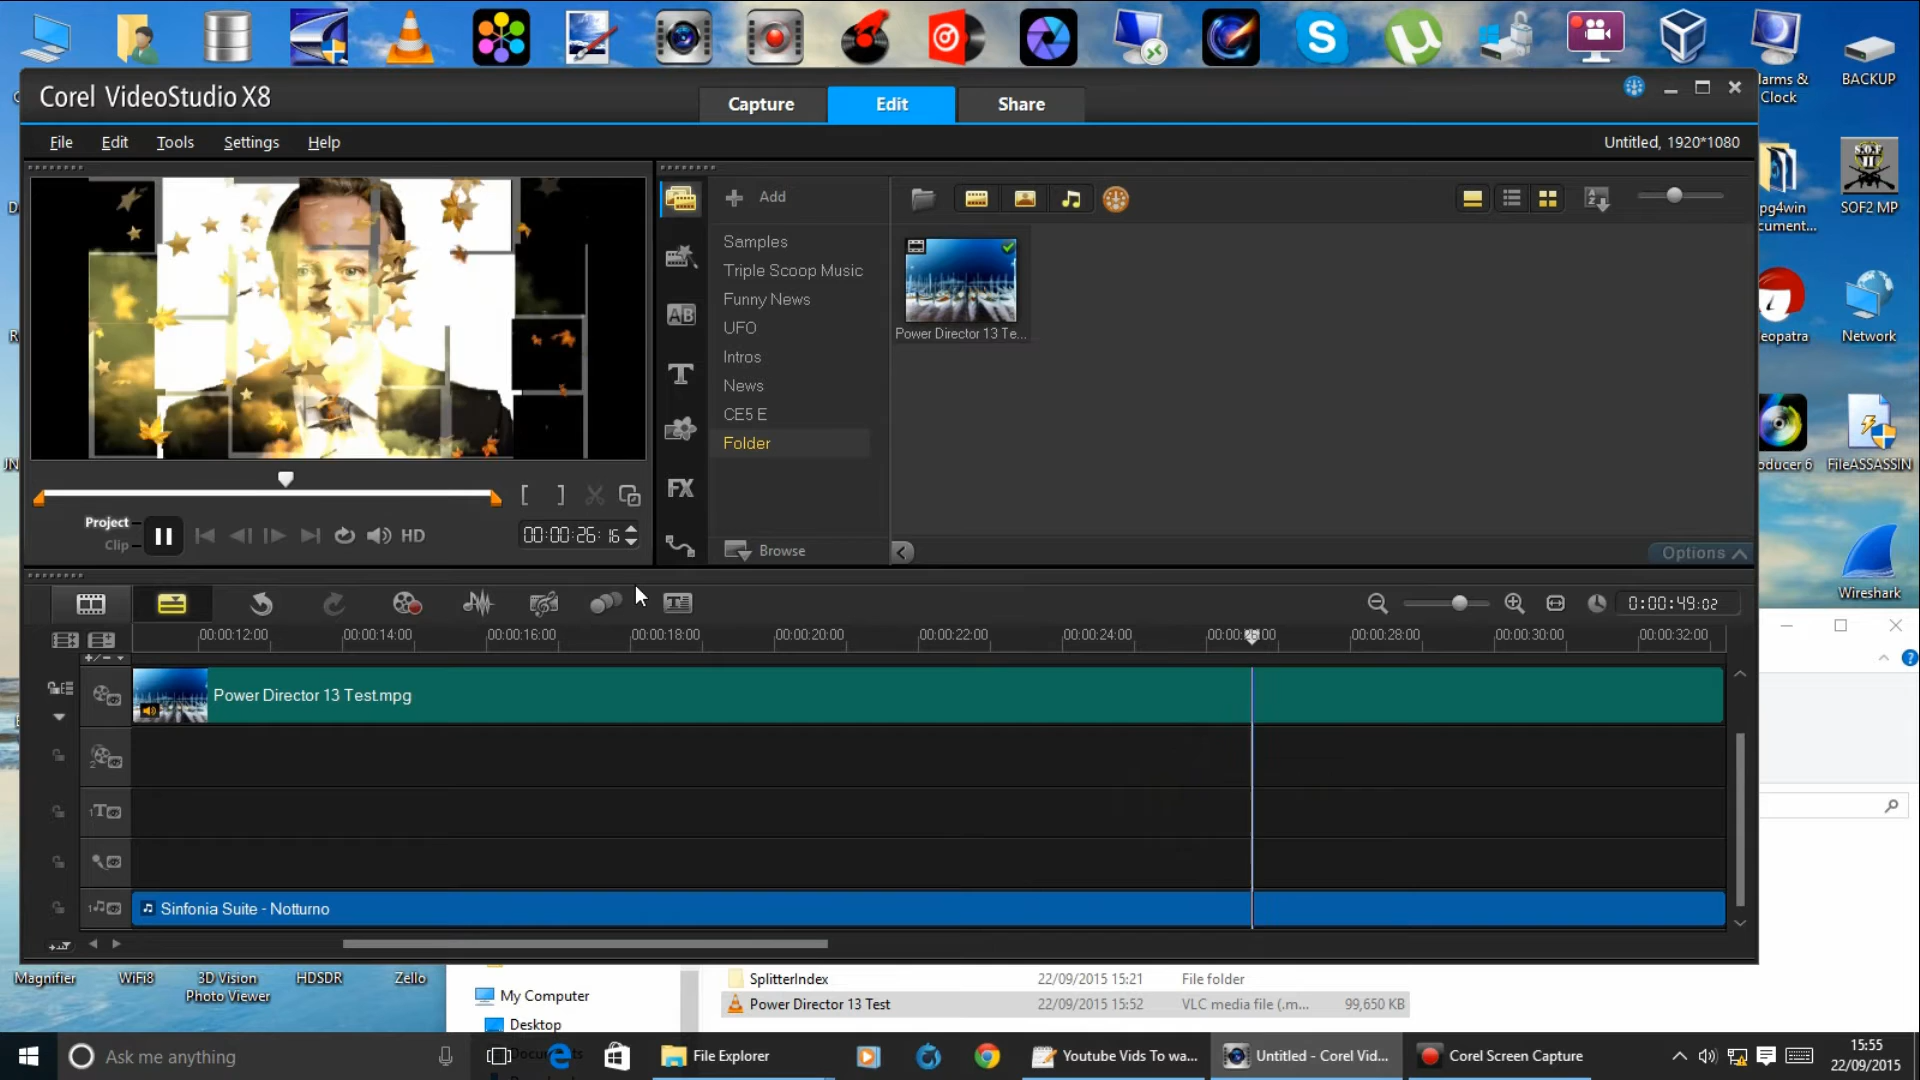 Corel VideoStudio X8
Capture
Edit
Share
File
Edit
Tools
Settings
Help
Untitled, 1920*1080
Add
Samples
Triple Scoop Music
Funny News
UFO
Intros
News
CE5 E
Folder
Browse
Power Director 13 Te...
Options
Project
Clip
HD
00:00:26:16
AB
T
FX
0:00:49:02
00:00:12:00
00:00:14:00
00:00:16:00
00:00:18:00
00:00:20:00
00:00:22:00
00:00:24:00
00:00:28:00
00:00:30:00
00:00:32:00
Power Director 13 Test.mpg
Sinfonia Suite - Notturno
larms &
Clock
BACKUP
pg4win
cument...
SOF2 MP
eopatra
Network
oducer 6
FileASSASSIN
Wireshark
Magnifier
WiFi8
3D Vision
Photo Viewer
HDSDR
Zello
My Computer
Desktop
SplitterIndex
22/09/2015 15:21
File folder
Power Director 13 Test
22/09/2015 15:52
VLC media file (.m...
99,650 KB
Ask me anything
File Explorer
Youtube Vids To wa...
Untitled - Corel Vid...
Corel Screen Capture
15:55
22/09/2015